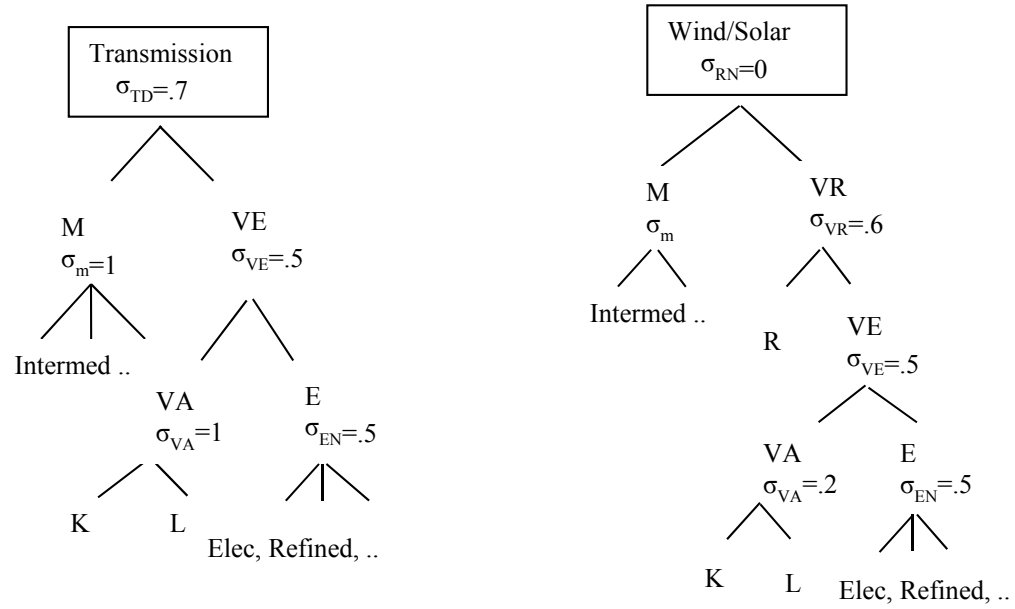 Transmission
σTD=.7
M
σm=1
VE
σVE=.5
Intermed ..
VA
σVA=1
E
σEN=.5
K
L
Elec, Refined, ..
Wind/Solar
σRN=0
M
σm
VR
σVR=.6
Intermed ..
R
VE
σVE=.5
VA
σVA=.2
E
σEN=.5
K
L
Elec, Refined, ..